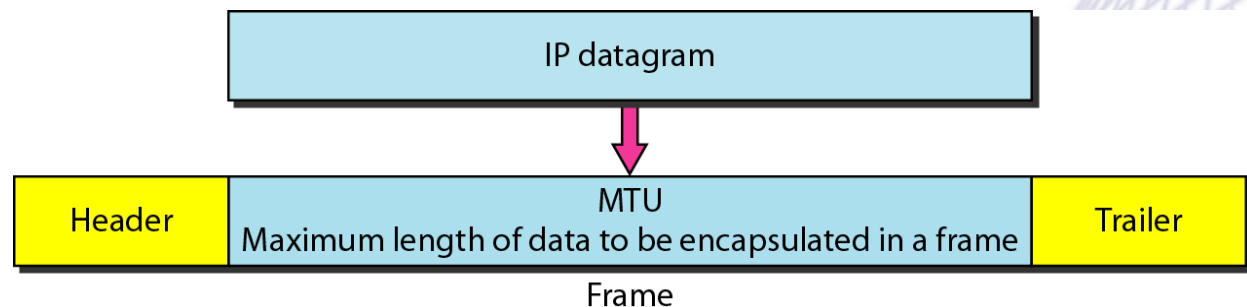 IP datagram
Header
MTU
Maximum length of data to be encapsulated in a frame
Trailer
Frame